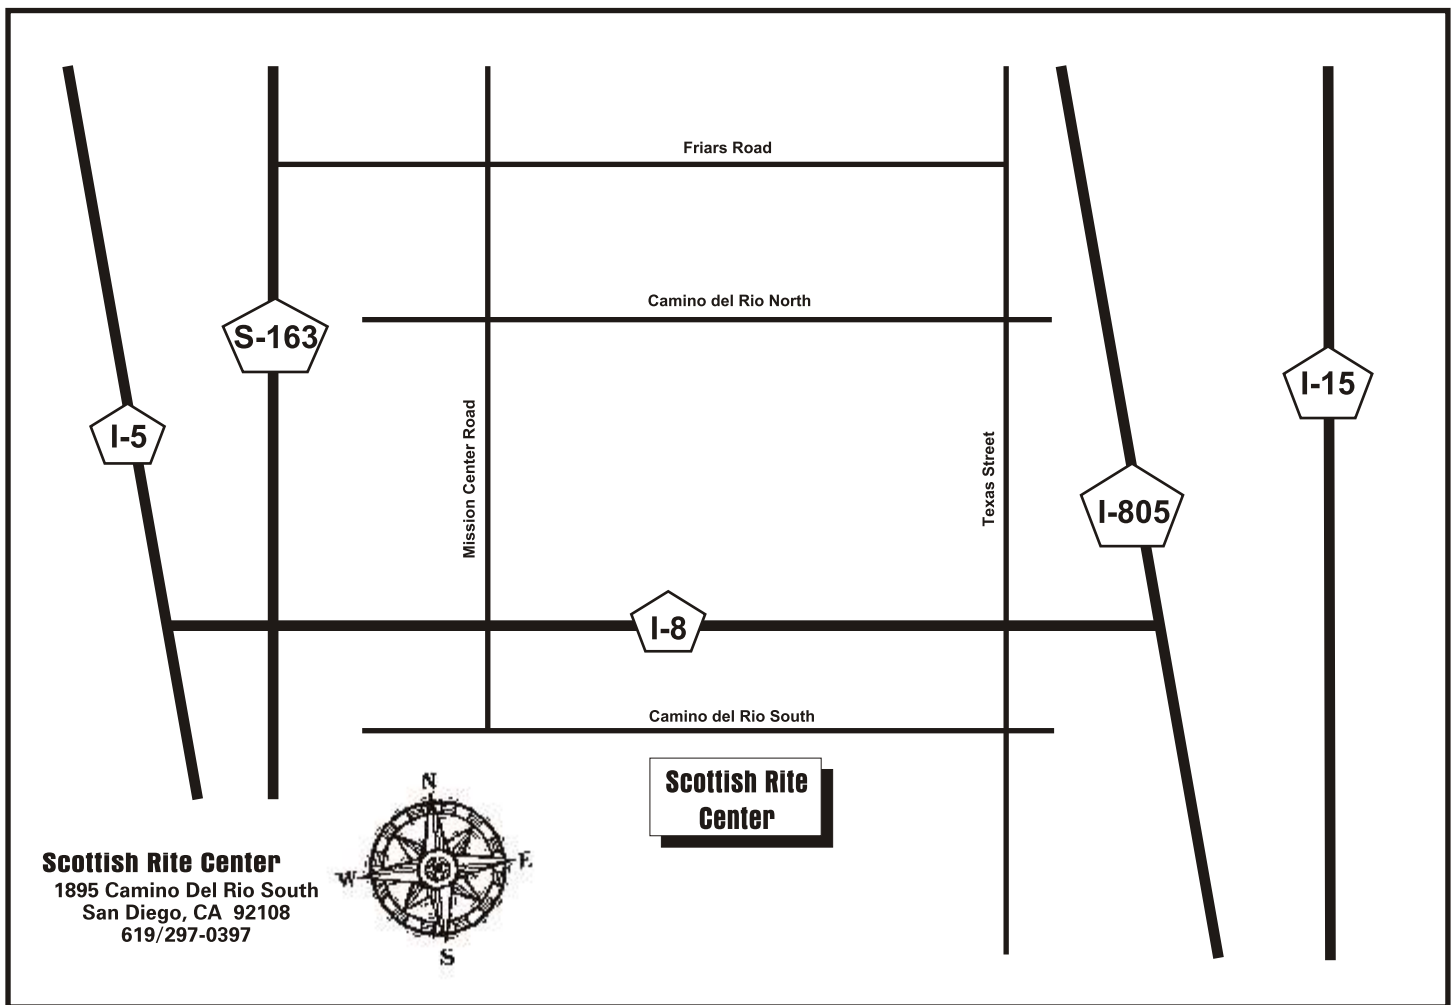 Friars Road
Camino del Rio North
S-163
I-15
I-5
Mission Center Road
Texas Street
I-805
I-8
Camino del Rio South
Scottish Rite
Center
N
W
E
S
Scottish Rite Center
1895 Camino Del Rio South
San Diego, CA  92108
619/297-0397